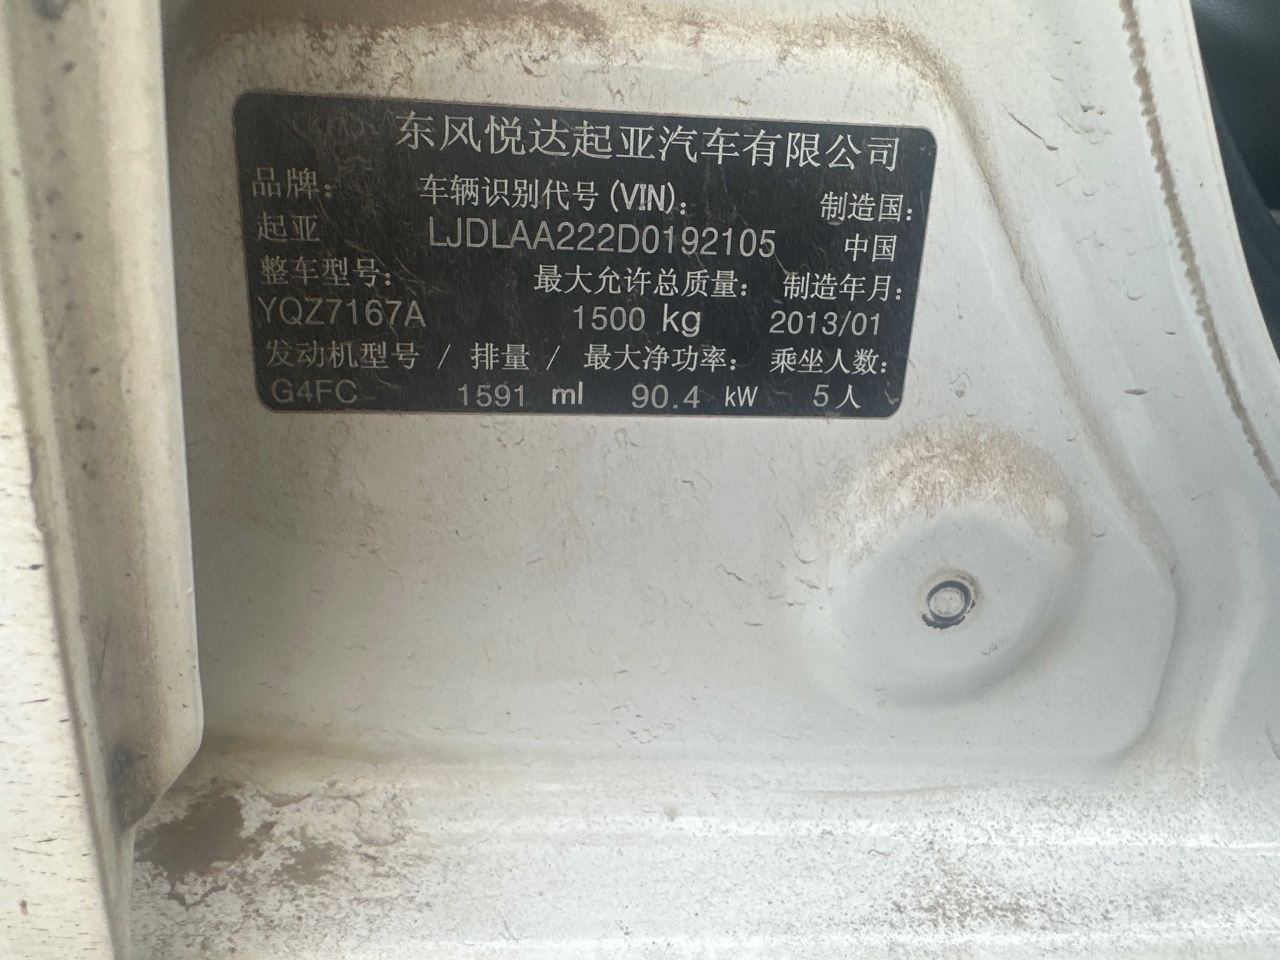 东风悦达起亚汽车有限公司
品牌： 车辆识别代号(VIN)： 制造国：
起亚 LJDLAA222D0192105 中国
整车型号： 最大允许总质量： 制造年月：
YQZ7167A 1500 kg 2013/01
发动机型号 / 排量 / 最大净功率： 乘坐人数：
G4FC 1591 ml 90.4 kW 5人